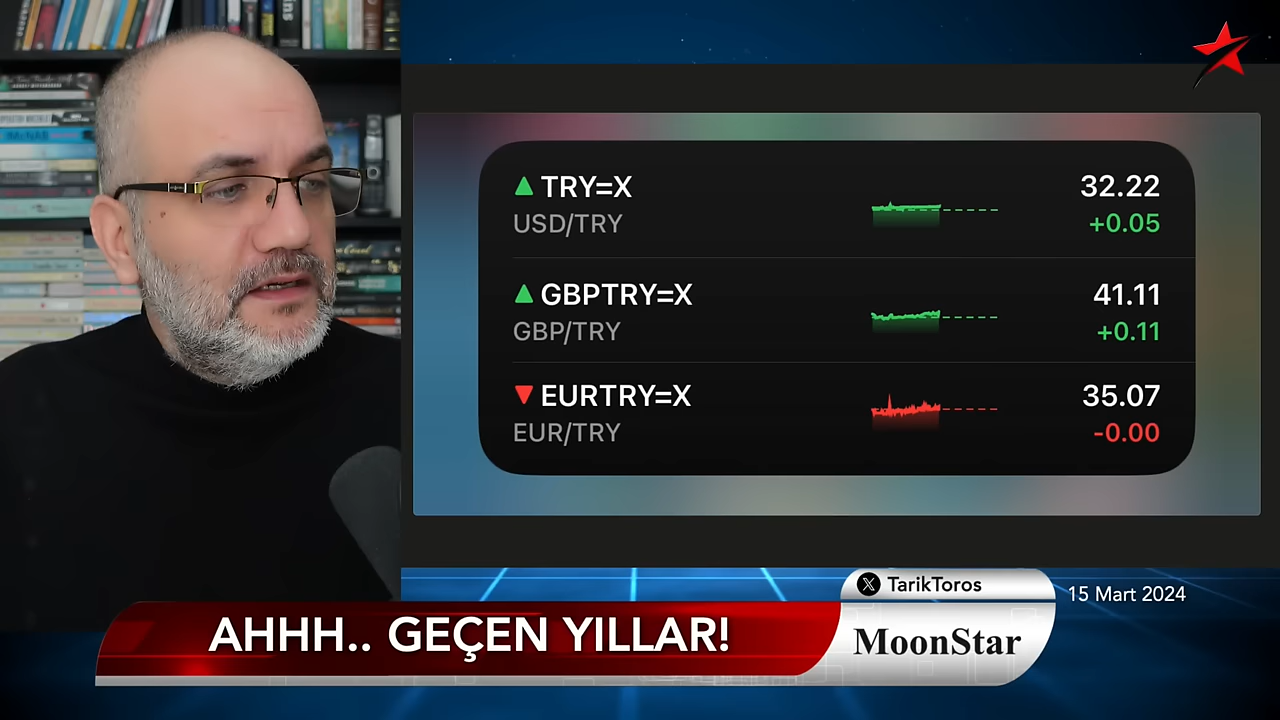 ▲ TRY=X
32.22
USD/TRY
+0.05
▲ GBPTRY=X
41.11
GBP/TRY
+0.11
▼ EURTRY=X
35.07
EUR/TRY
-0.00
X TarikToros
15 Mart 2024
AHHH.. GEÇEN YILLAR!
MoonStar